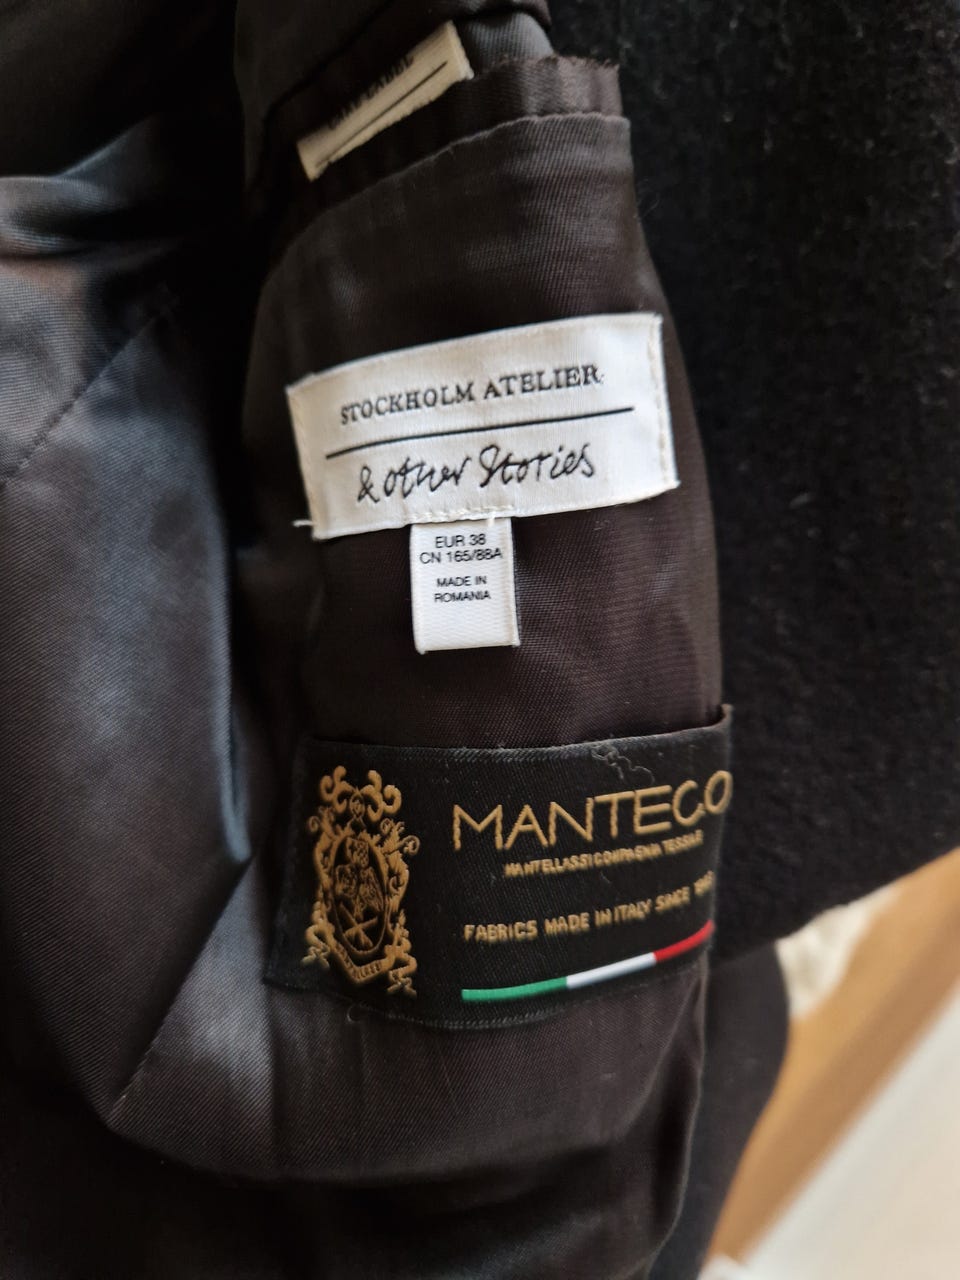 STOCKHOLM ATELIER
& other Stories
EUR 38
CN 165/88A
MADE IN
ROMANIA
MANTECO
FABRICS MADE IN ITALY SINCE